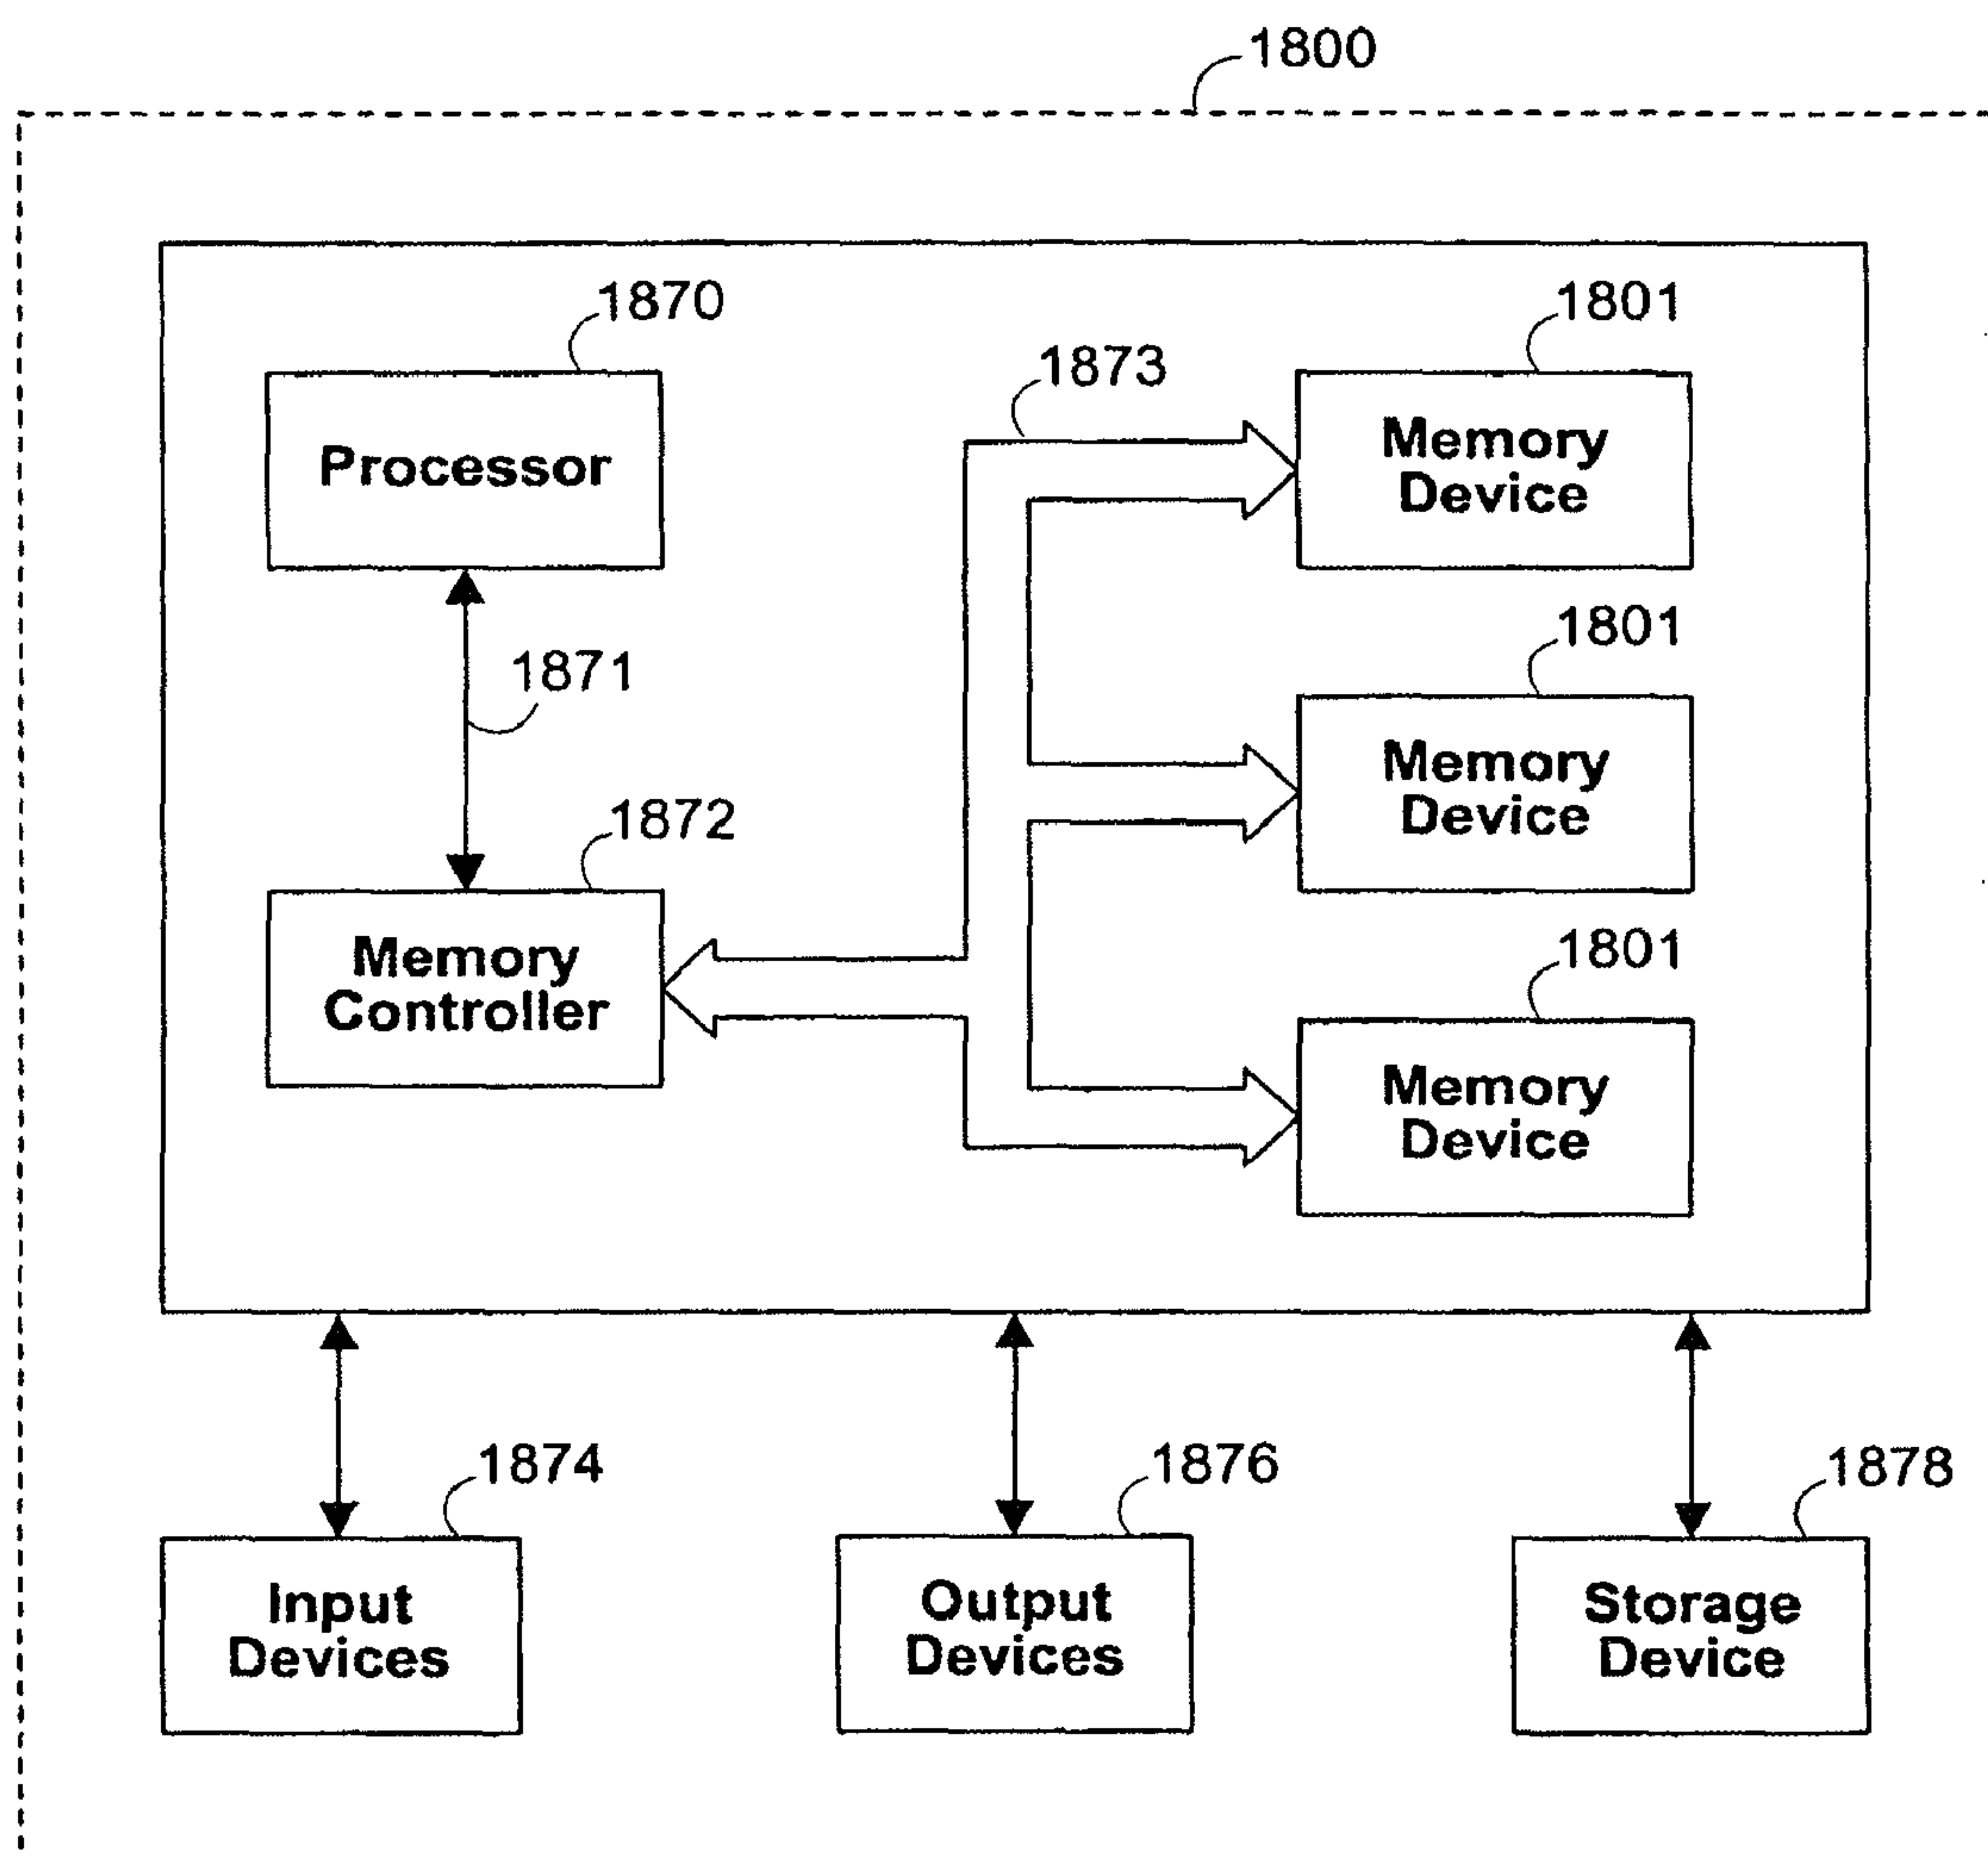 1800
1870
1801
1873
Processor
Memory
Device
1801
1871
Memory
Device
1872
1801
Memory
Controller
Memory
Device
1874
1876
1878
Input
Devices
Output
Devices
Storage
Device